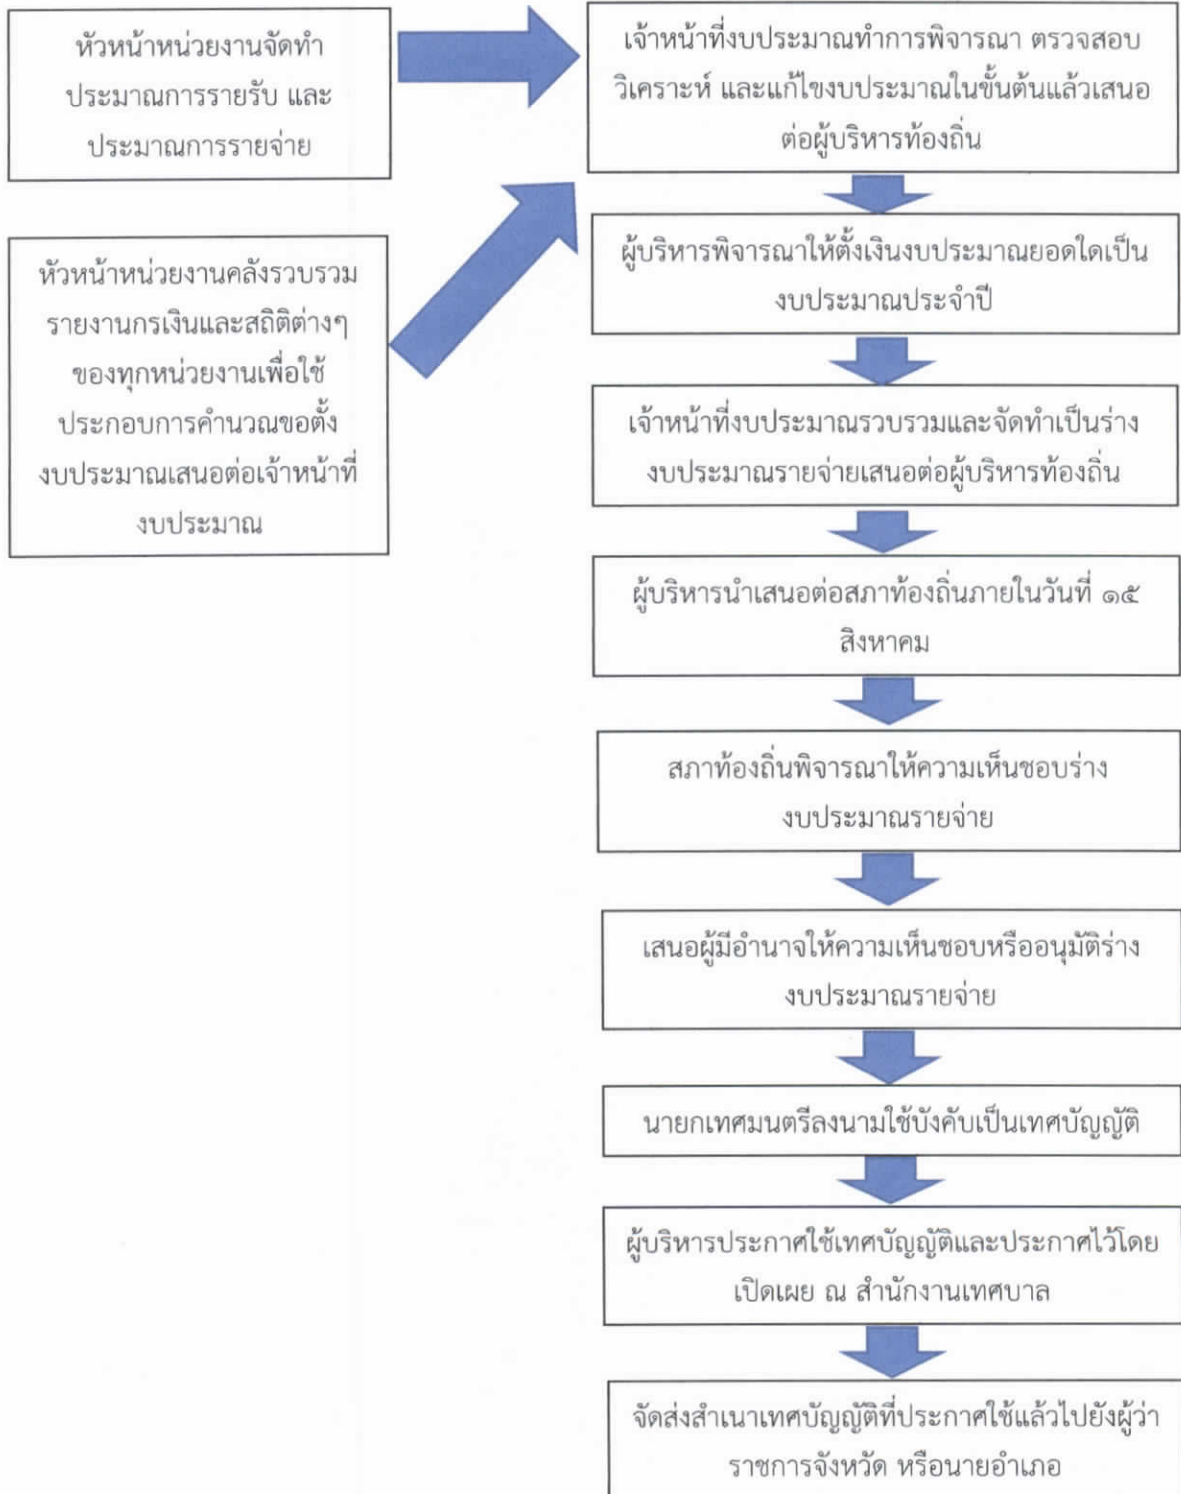 หัวหน้าหน่วยงานจัดทำ
ประมาณการรายรับ และ
ประมาณการรายจ่าย
หัวหน้าหน่วยงานคลังรวบรวม
รายงานกรเงินและสถิติต่างๆ
ของทุกหน่วยงานเพื่อใช้
ประกอบการคำนวณขอตั้ง
งบประมาณเสนอต่อเจ้าหน้าที่
งบประมาณ
เจ้าหน้าที่งบประมาณทำการพิจารณา ตรวจสอบ
วิเคราะห์ และแก้ไขงบประมาณในขั้นต้นแล้วเสนอ
ต่อผู้บริหารท้องถิ่น
ผู้บริหารพิจารณาให้ตั้งเงินงบประมาณยอดใดเป็น
งบประมาณประจำปี
เจ้าหน้าที่งบประมาณรวบรวมและจัดทำเป็นร่าง
งบประมาณรายจ่ายเสนอต่อผู้บริหารท้องถิ่น
ผู้บริหารนำเสนอต่อสภาท้องถิ่นภายในวันที่ ๑๕
สิงหาคม
สภาท้องถิ่นพิจารณาให้ความเห็นชอบร่าง
งบประมาณรายจ่าย
เสนอผู้มีอำนาจให้ความเห็นชอบหรืออนุมัติร่าง
งบประมาณรายจ่าย
นายกเทศมนตรีลงนามใช้บังคับเป็นเทศบัญญัติ
ผู้บริหารประกาศใช้เทศบัญญัติและประกาศไว้โดย
เปิดเผย ณ สำนักงานเทศบาล
จัดส่งสำเนาเทศบัญญัติที่ประกาศใช้แล้วไปยังผู้ว่า
ราชการจังหวัด หรือนายอำเภอ